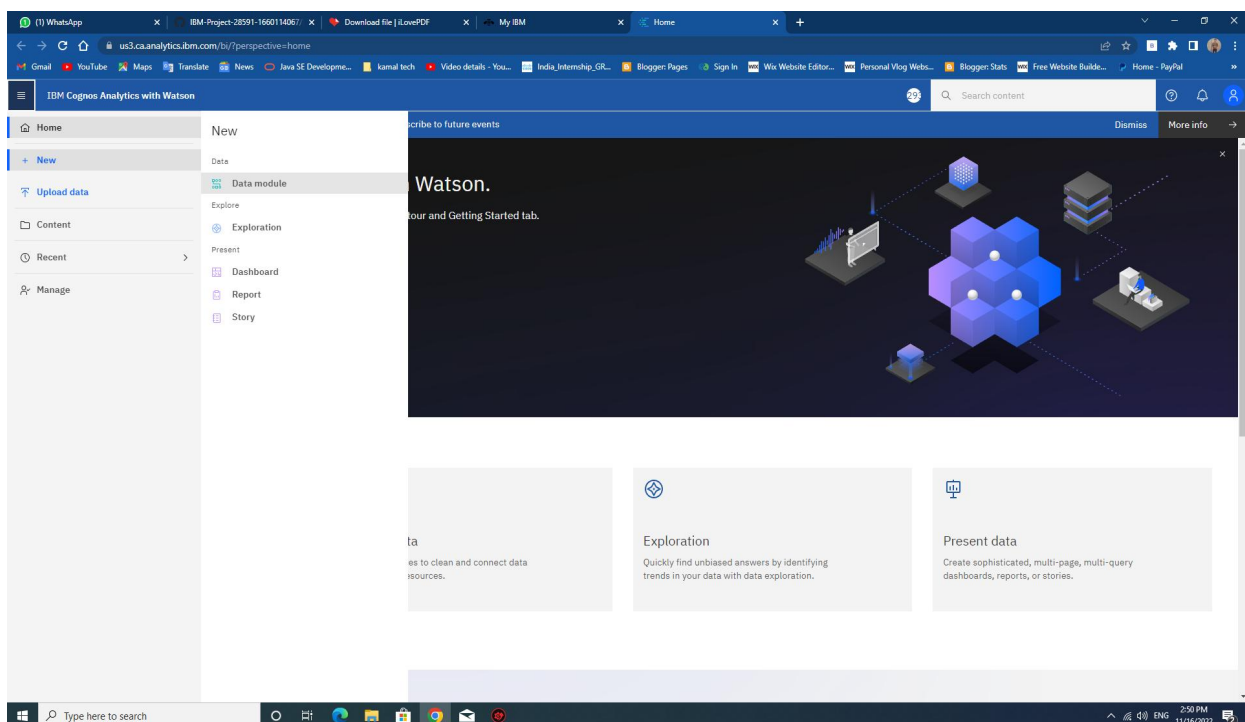 (1) WhatsApp
IBM-Project-28591-1660114067/
Download file | iLovePDF
My IBM
Home
us3.ca.analytics.ibm.com/bi/?perspective=home
Gmail
YouTube
Maps
Translate
News
Java SE Developme...
kamal tech
Video details - You...
India_Internship_GR...
Blogger: Pages
Sign In
Wix Website Editor...
Personal Vlog Webs...
Blogger: Stats
Free Website Builde...
Home - PayPal
»
IBM Cognos Analytics with Watson
Search content
Home
New
scribe to future events
Dismiss
More info
+ New
Data
Upload data
Data module
Watson.
Explore
tour and Getting Started tab.
Content
Exploration
Recent
Present
Dashboard
Manage
Report
Story
ta
es to clean and connect data
sources.
Exploration
Quickly find unbiased answers by identifying
trends in your data with data exploration.
Present data
Create sophisticated, multi-page, multi-query
dashboards, reports, or stories.
Type here to search
ENG
2:50 PM
11/16/2022